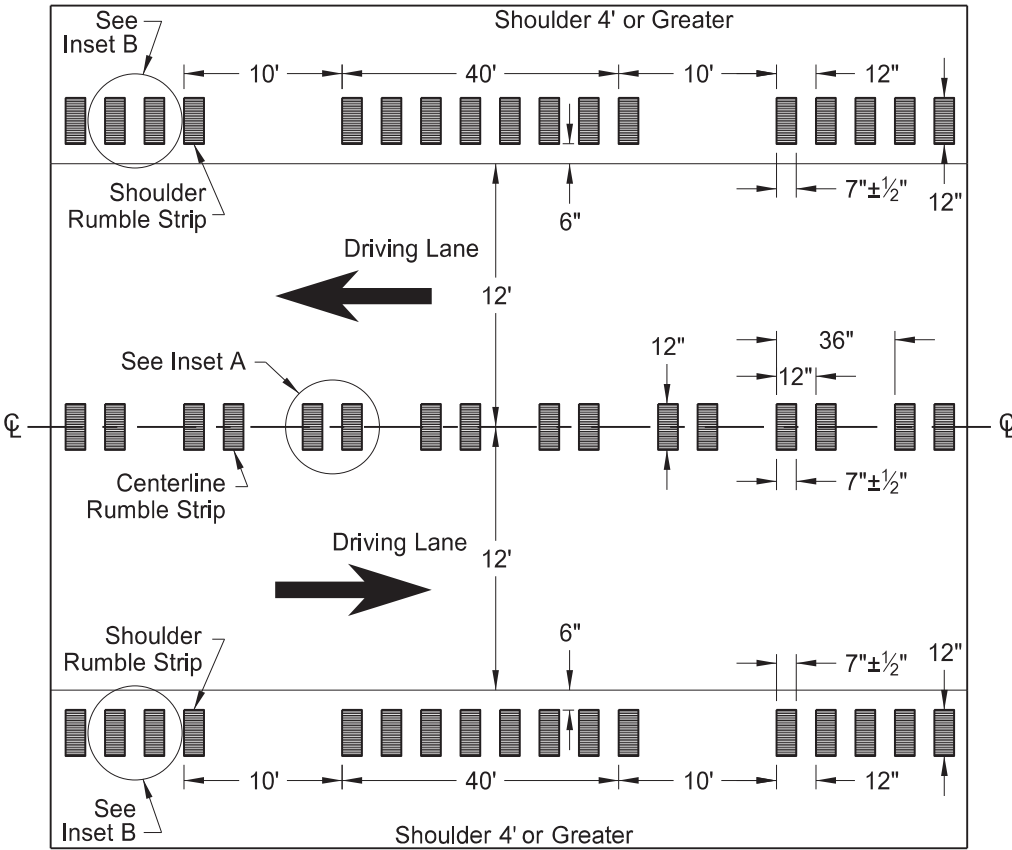 Shoulder 4' or Greater
See
Inset B
10'
40'
10'
12"
Shoulder
Rumble Strip
6"
7"±½"
12"
Driving Lane
12'
See Inset A
12"
36"
12"
℄
℄
Centerline
Rumble Strip
7"±½"
Driving Lane
12'
Shoulder
Rumble Strip
6"
7"±½"
12"
10'
40'
10'
12"
See
Inset B
Shoulder 4' or Greater